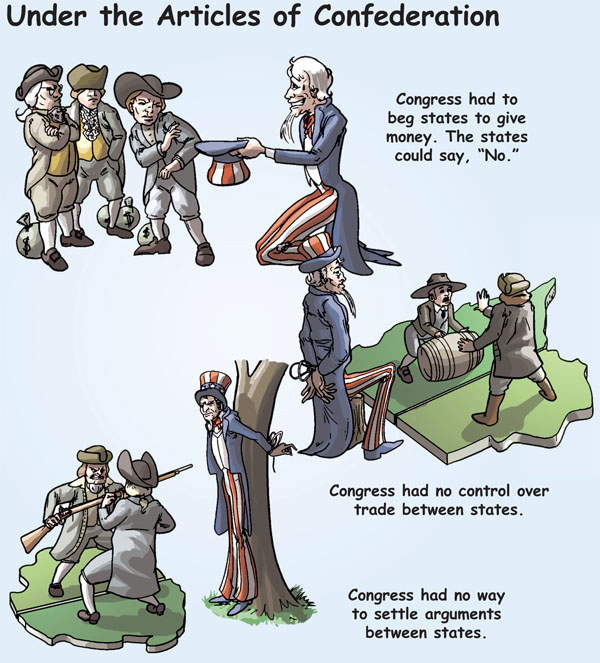 Under the Articles of Confederation
Congress had to
beg states to give
money. The states
could say, “No.”
$
$
$
Congress had no control over
trade between states.
Congress had no way
to settle arguments
between states.